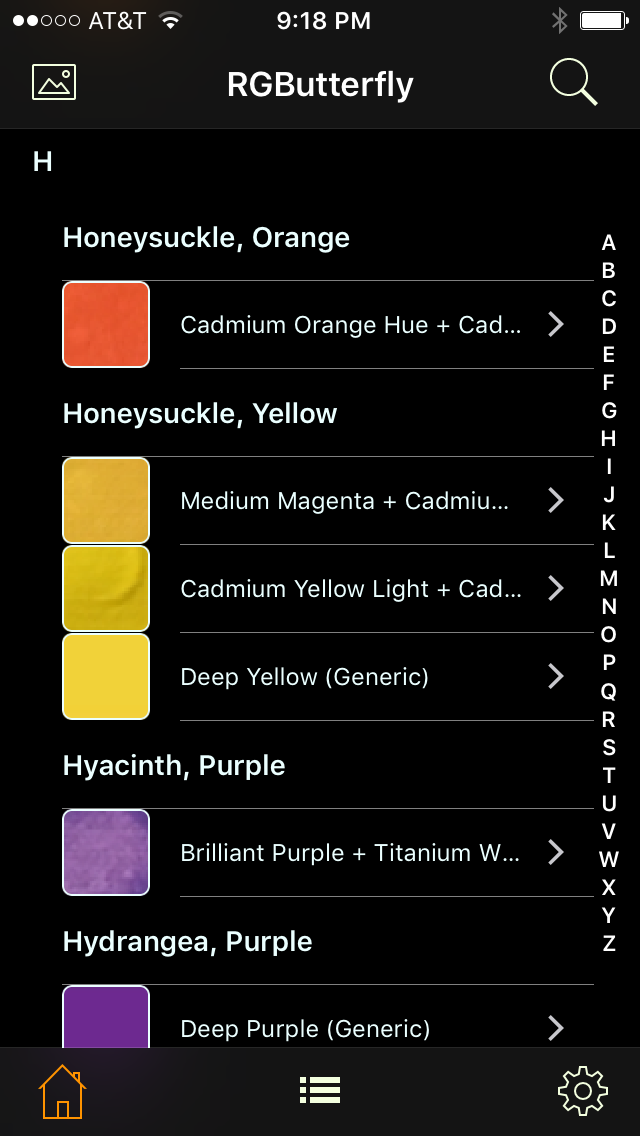 AT&T 9:18 PM
RGButterfly
H
Honeysuckle, Orange
Cadmium Orange Hue + Cad...
Honeysuckle, Yellow
Medium Magenta + Cadmiu...
Cadmium Yellow Light + Cad...
Deep Yellow (Generic)
Hyacinth, Purple
Brilliant Purple + Titanium W...
Hydrangea, Purple
Deep Purple (Generic)
A
B
C
D
E
F
G
H
I
J
K
L
M
N
O
P
Q
R
S
T
U
V
W
X
Y
Z